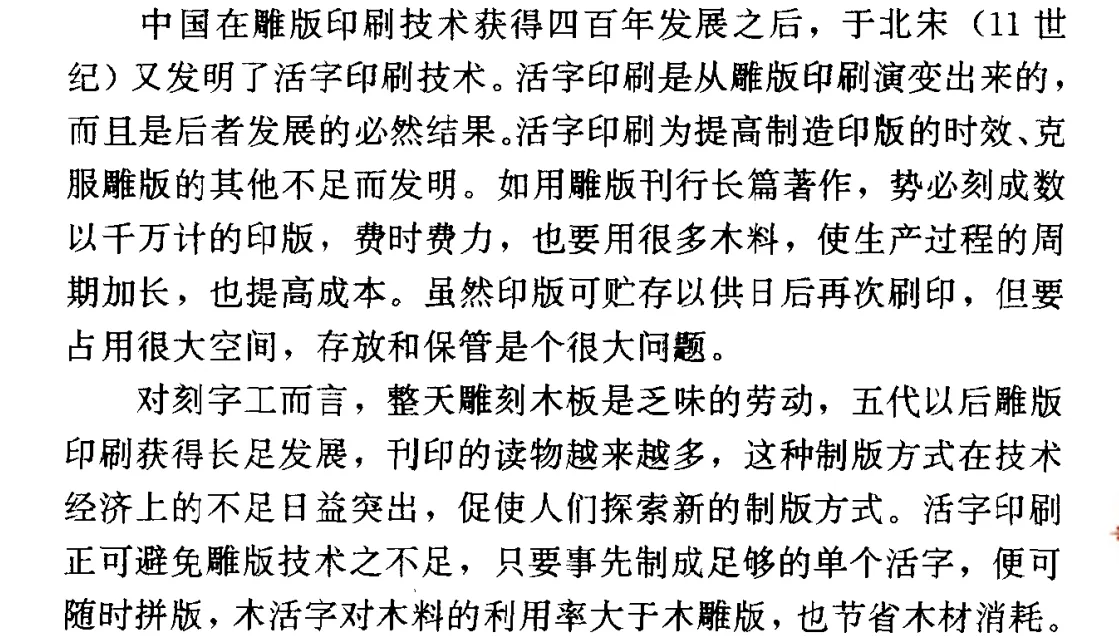 中国在雕版印刷技术获得四百年发展之后，于北宋（11 世
纪）又发明了活字印刷技术。活字印刷是从雕版印刷演变出来的，
而且是后者发展的必然结果。活字印刷为提高制造印版的时效、克
服雕版的其他不足而发明。如用雕版刊行长篇著作，势必刻成数
以千万计的印版，费时费力，也要用很多木料，使生产过程的周
期加长，也提高成本。虽然印版可贮存以供日后再次刷印，但要
占用很大空间，存放和保管是个很大问题。
对刻字工而言，整天雕刻木板是乏味的劳动，五代以后雕版
印刷获得长足发展，刊印的读物越来越多，这种制版方式在技术
经济上的不足日益突出，促使人们探索新的制版方式。活字印刷
正可避免雕版技术之不足，只要事先制成足够的单个活字，便可
随时拼版，木活字对木料的利用率大于木雕版，也节省木材消耗。